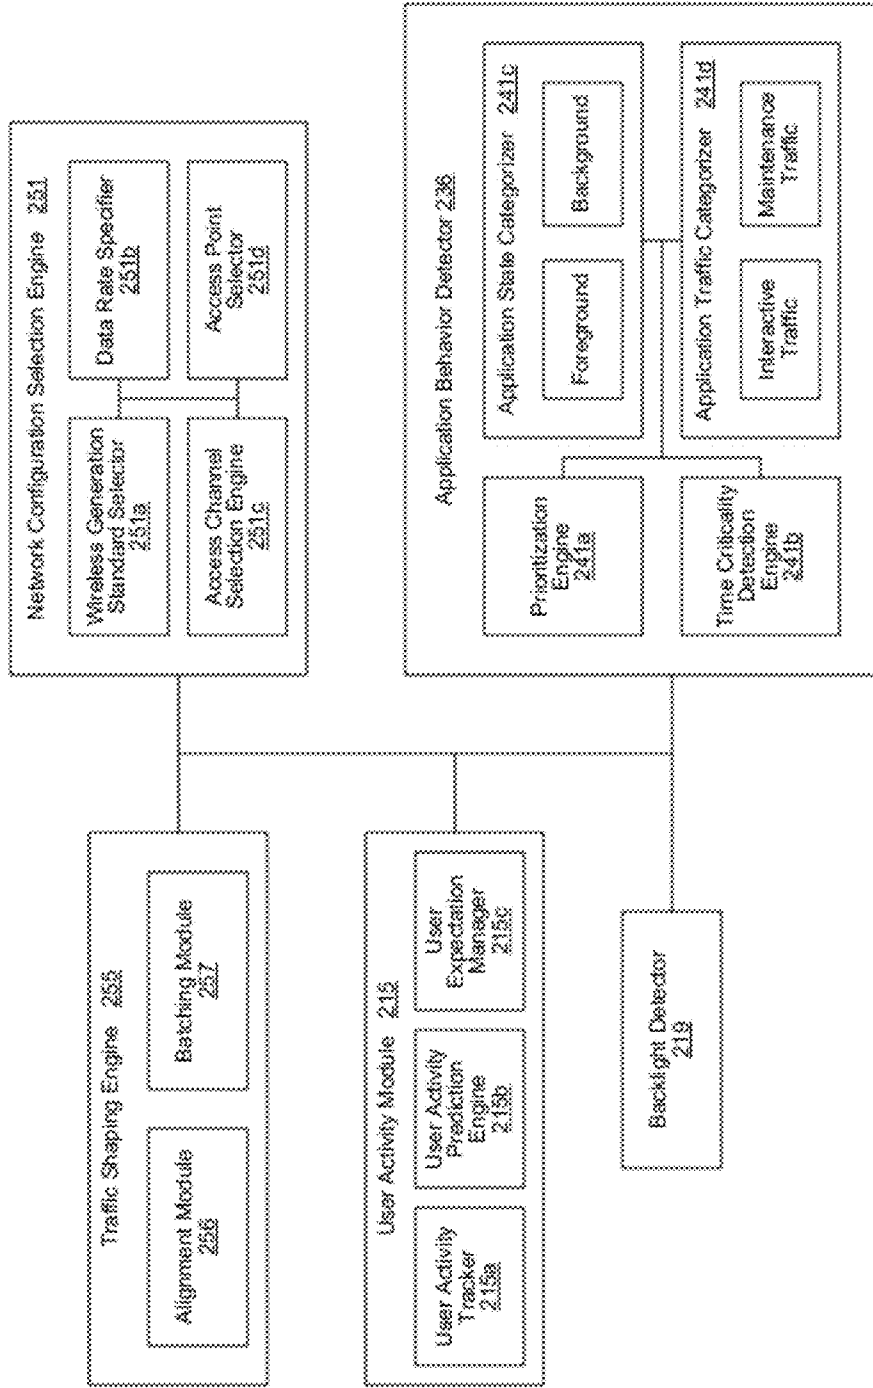 Traffic Shaping Engine 255
Alignment Module
256
Batching Module
257
Network Configuration Selection Engine 251
Wireless Generation
Standard Selector
251a
Data Rate Specifier
251b
Access Channel
Selection Engine
251c
Access Point
Selector
251d
User Activity Module 215
User Activity
Tracker
215a
User Activity
Prediction
Engine
215b
User
Expectation
Manager
215c
Backlight Detector
219
Application Behavior Detector 236
Prioritization
Engine
241a
Time Criticality
Detection
Engine
241b
Application State Categorizer 241c
Foreground
Background
Application Traffic Categorizer 241d
Interactive
Traffic
Maintenance
Traffic